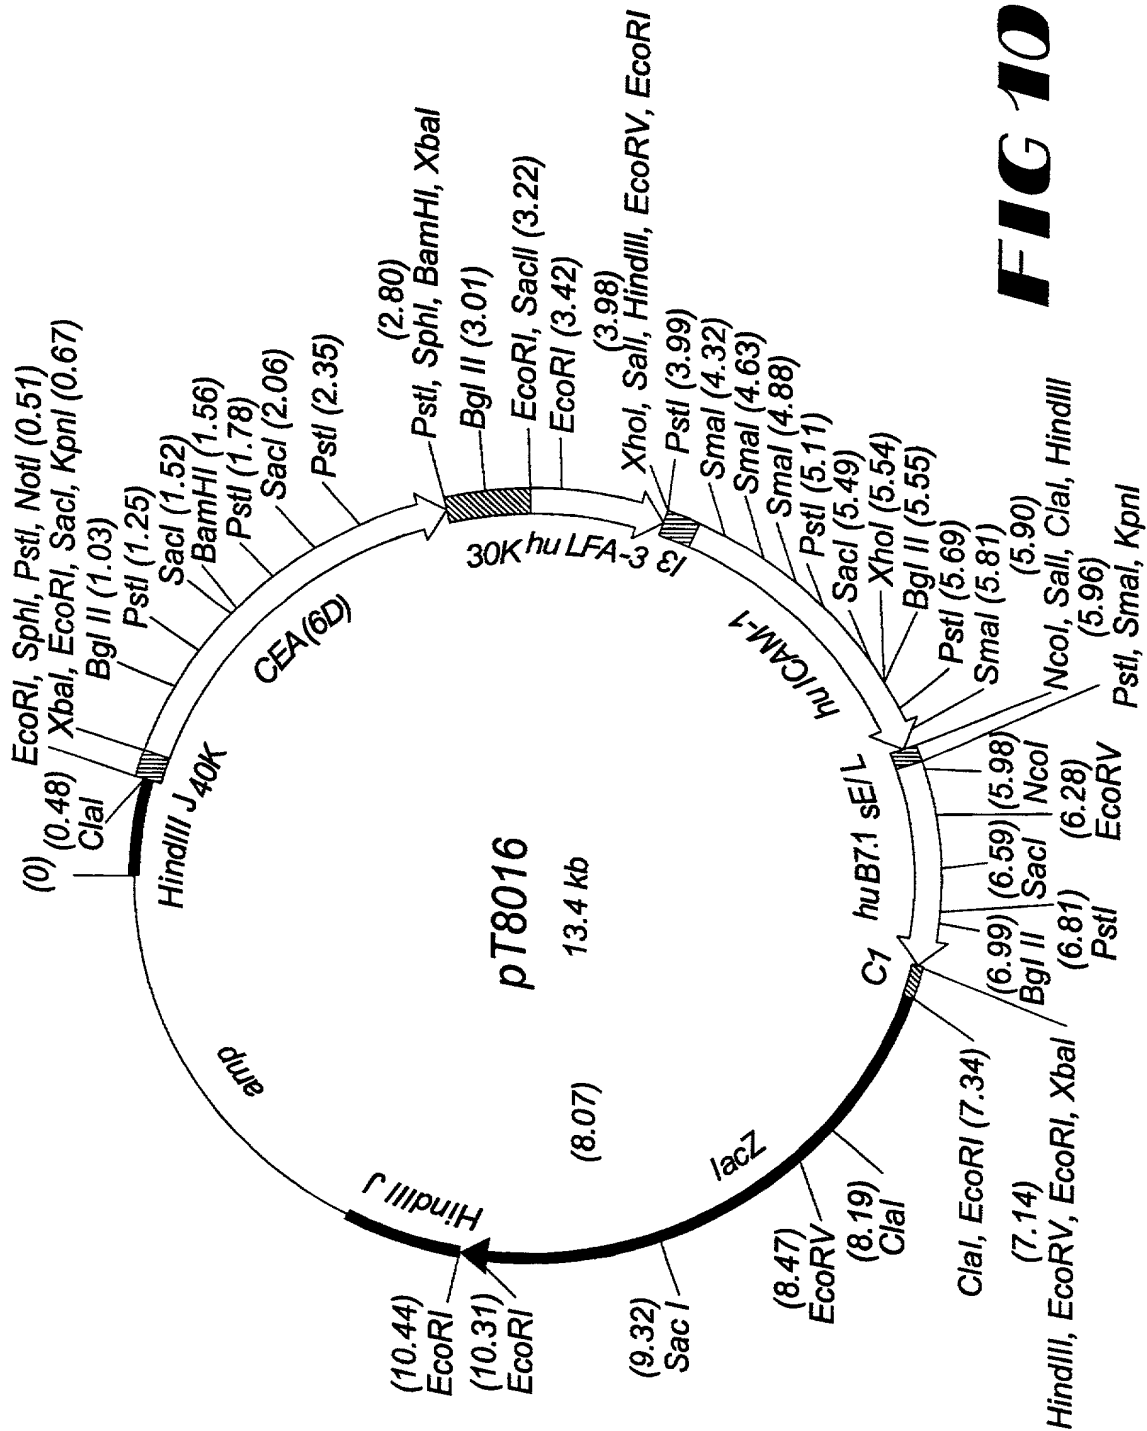 (0)
(0.48)
ClaI
EcoRI, SphI, PstI, NotI (0.51)
XbaI, EcoRI, SacI, KpnI (0.67)
Bgl II (1.03)
PstI (1.25)
SacI (1.52)
BamHI (1.56)
PstI (1.78)
SacI (2.06)
PstI (2.35)
(2.80)
PstI, SphI, BamHI, XbaI
Bgl II (3.01)
EcoRI, SacII (3.22)
EcoRI (3.42)
(3.98)
XhoI, SalI, HindIII, EcoRV, EcoRI
PstI (3.99)
SmaI (4.32)
SmaI (4.63)
SmaI (4.88)
PstI (5.11)
SacI (5.49)
XhoI (5.54)
Bgl II (5.55)
PstI (5.69)
SmaI (5.81)
(5.90)
NcoI, SalI, ClaI, HindIII
(5.96)
PstI, SmaI, KpnI
(5.98)
NcoI
(6.28)
EcoRV
(6.59)
SacI
(6.81)
PstI
(6.99)
Bgl II
(7.14)
HindIII, EcoRV, EcoRI, XbaI
ClaI, EcoRI (7.34)
(8.19)
ClaI
(8.47)
EcoRV
(9.32)
Sac I
(10.31)
EcoRI
(10.44)
EcoRI
HindIII J
40K
CEA(6D)
30K
hu LFA-3
I3
hu ICAM-1
sE/L
huB7.1
C1
lacZ
(8.07)
HindIII J
amp
pT8016
13.4 kb
FIG 10